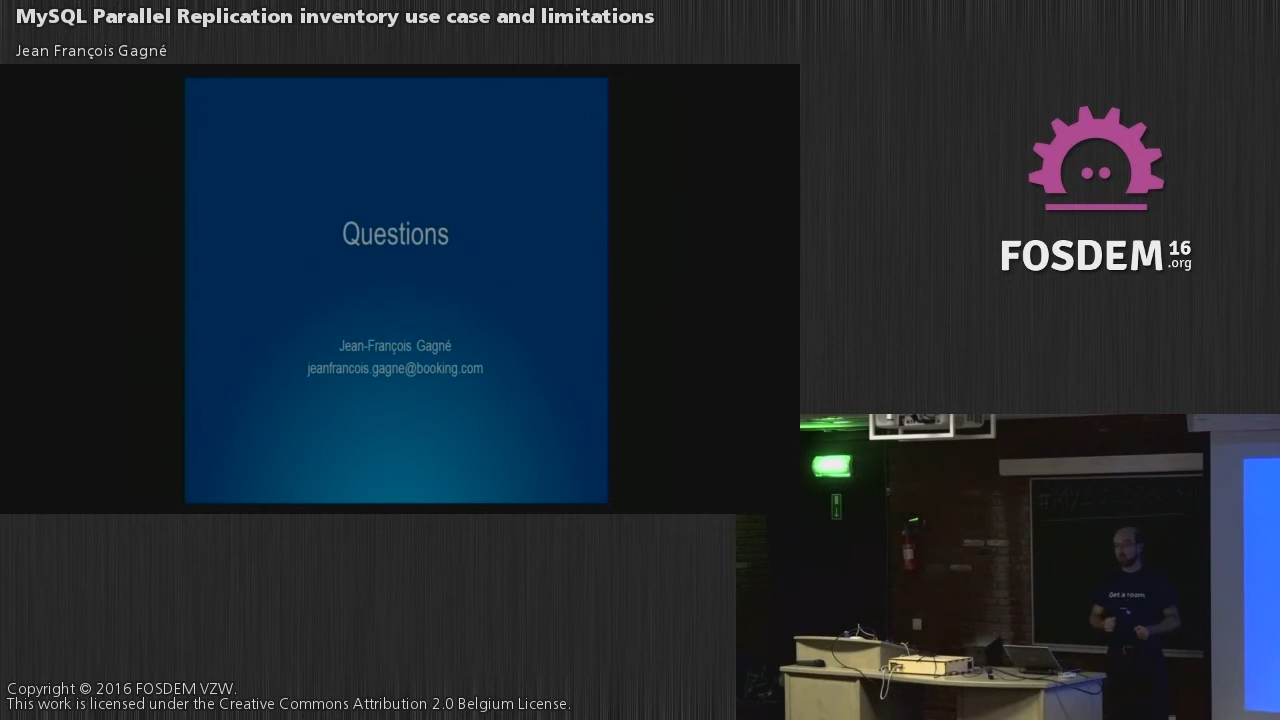 MySQL Parallel Replication inventory use case and limitations
Jean François Gagné
Questions
Jean-François Gagné
jeanfrancois.gagne@booking.com
FOSDEM 16
.org
Get a room.
Copyright © 2016 FOSDEM VZW.
This work is licensed under the Creative Commons Attribution 2.0 Belgium License.